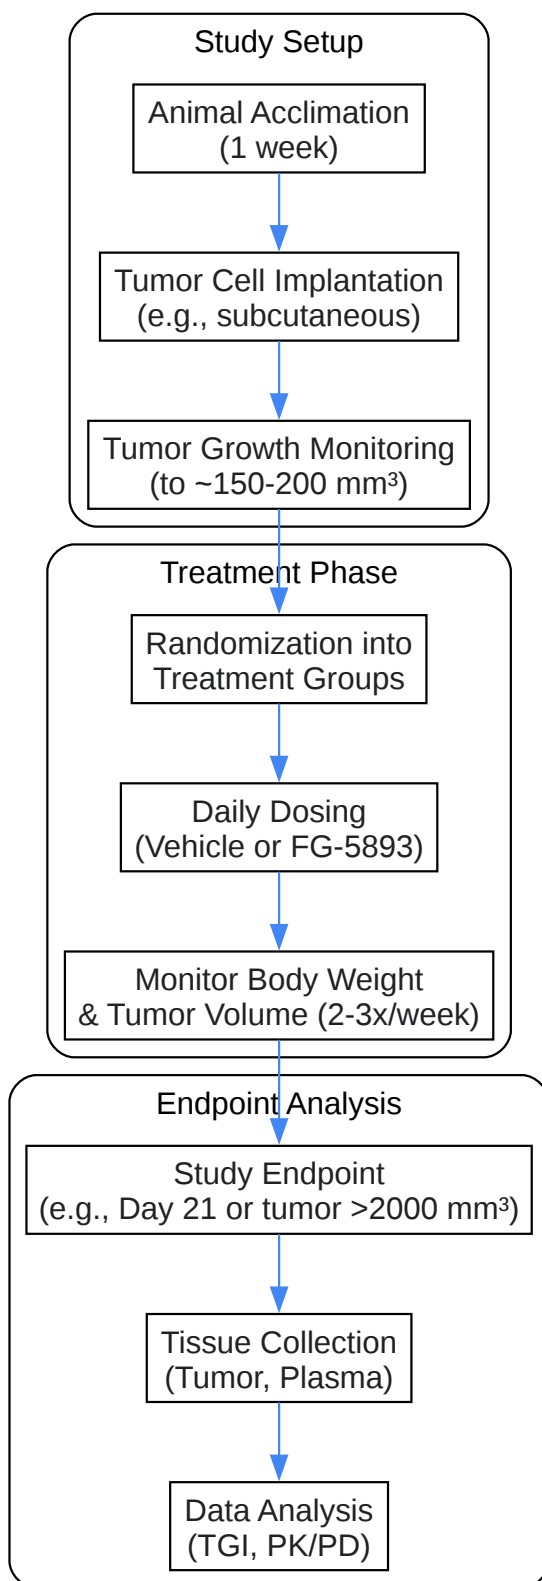 Study Setup
Animal Acclimation
(1 week)
Tumor Cell Implantation
(e.g., subcutaneous)
Tumor Growth Monitoring
(to ~150-200 mm³)
Treatment Phase
Randomization into
Treatment Groups
Daily Dosing
(Vehicle or FG-5893)
Monitor Body Weight
& Tumor Volume (2-3x/week)
Endpoint Analysis
Study Endpoint
(e.g., Day 21 or tumor >2000 mm³)
Tissue Collection
(Tumor, Plasma)
Data Analysis
(TGI, PK/PD)